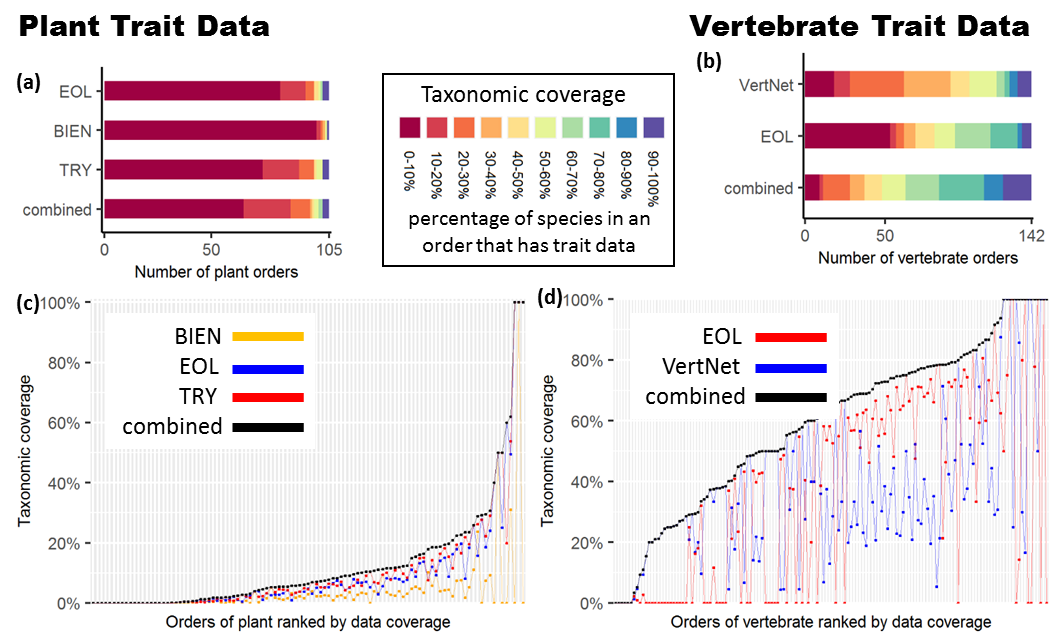 Plant Trait Data
Vertebrate Trait Data
(a)
EOL
BIEN
TRY
combined
0
50
105
Number of plant orders
Taxonomic coverage
0-10%
10-20%
20-30%
30-40%
40-50%
50-60%
60-70%
70-80%
80-90%
90-100%
percentage of species in an
order that has trait data
(b)
VertNet
EOL
combined
0
50
142
Number of vertebrate orders
(c)
100%
80%
60%
40%
20%
0%
Taxonomic coverage
BIEN
EOL
TRY
combined
Orders of plant ranked by data coverage
(d)
100%
80%
60%
40%
20%
0%
Taxonomic coverage
EOL
VertNet
combined
Orders of vertebrate ranked by data coverage